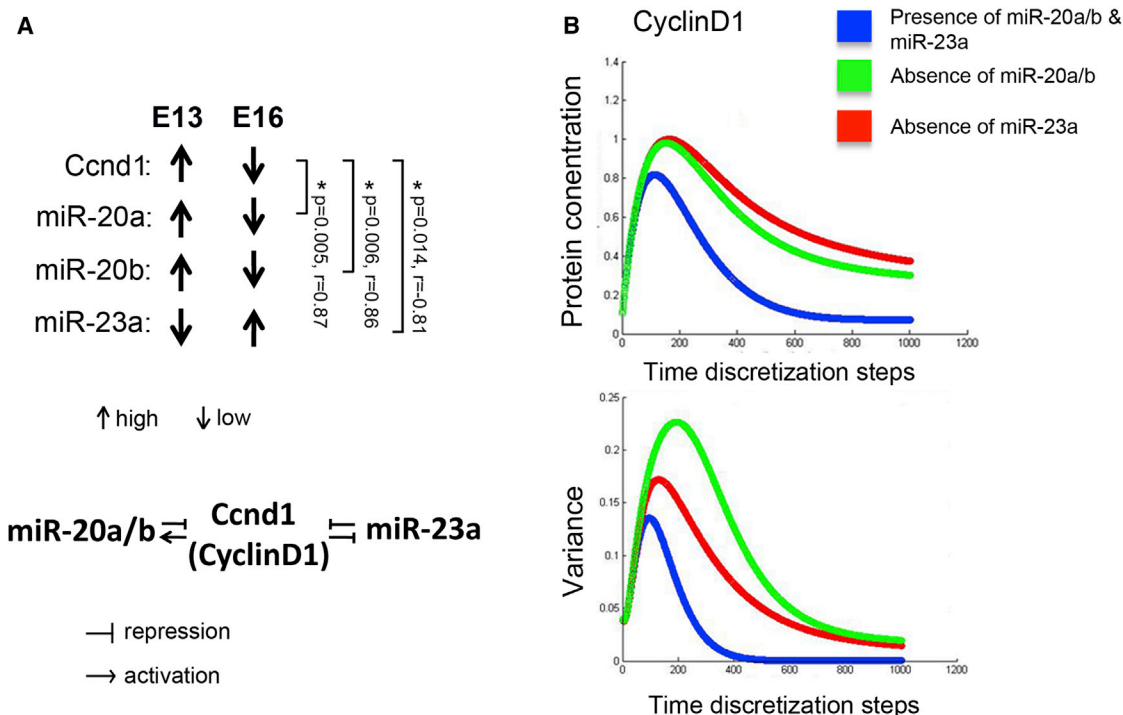 A
E13 E16
Ccnd1: ↑ ↓
miR-20a: ↑ ↓
miR-20b: ↑ ↓
miR-23a: ↓ ↑
* p=0.005, r=0.87
* p=0.006, r=0.86
* p=0.014, r=-0.81
↑ high ↓ low
miR-20a/b Ccnd1 miR-23a
(CyclinD1)
repression
→ activation
B CyclinD1
Presence of miR-20a/b &
miR-23a
Absence of miR-20a/b
Absence of miR-23a
Protein conentration
1.4
1.2
1
0.8
0.6
0.4
0.2
0
0 200 400 600 800 1000 1200
Time discretization steps
Variance
0.25
0.2
0.15
0.1
0.05
0
0 200 400 600 800 1000 1200
Time discretization steps